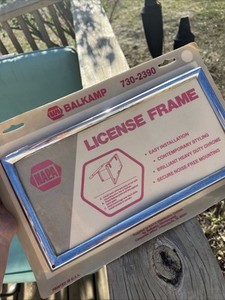 NAPA
BALKAMP
730-2390
LICENSE FRAME
NAPA
• EASY INSTALLATION
• CONTEMPORARY STYLING
• BRILLIANT HEAVY DUTY CHROME
• SECURE NOISE-FREE MOUNTING